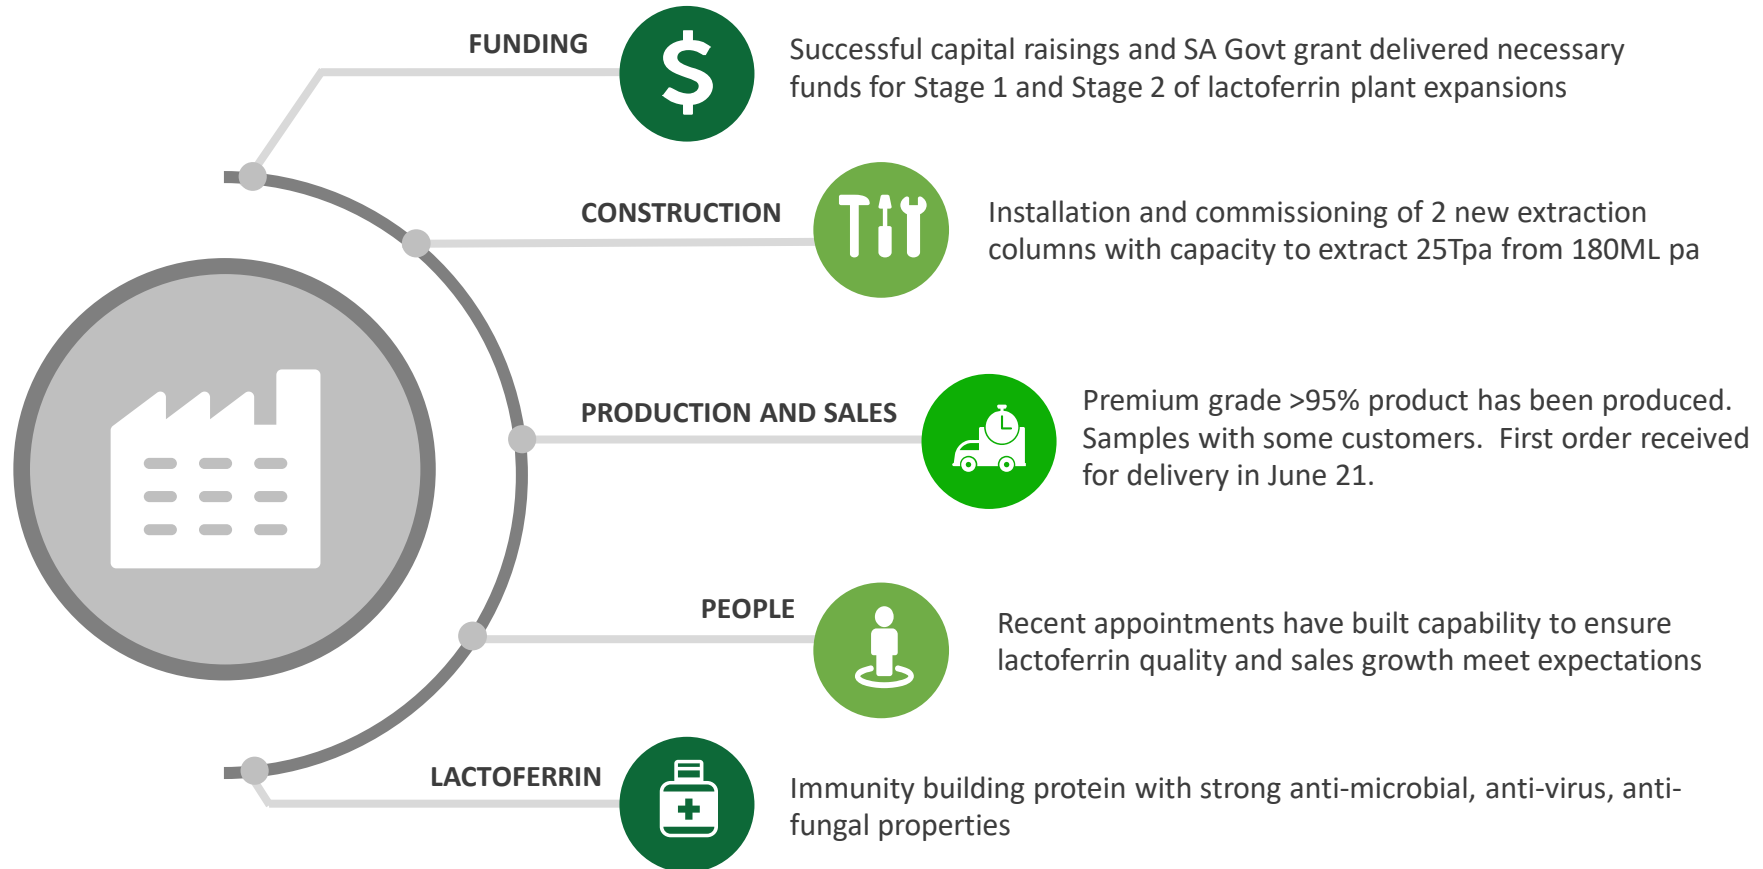 FUNDING
Successful capital raisings and SA Govt grant delivered necessary
funds for Stage 1 and Stage 2 of lactoferrin plant expansions
CONSTRUCTION
Installation and commissioning of 2 new extraction
columns with capacity to extract 25Tpa from 180ML pa
PRODUCTION AND SALES
Premium grade >95% product has been produced.
Samples with some customers.  First order received
for delivery in June 21.
PEOPLE
Recent appointments have built capability to ensure
lactoferrin quality and sales growth meet expectations
LACTOFERRIN
Immunity building protein with strong anti-microbial, anti-virus, anti-
fungal properties